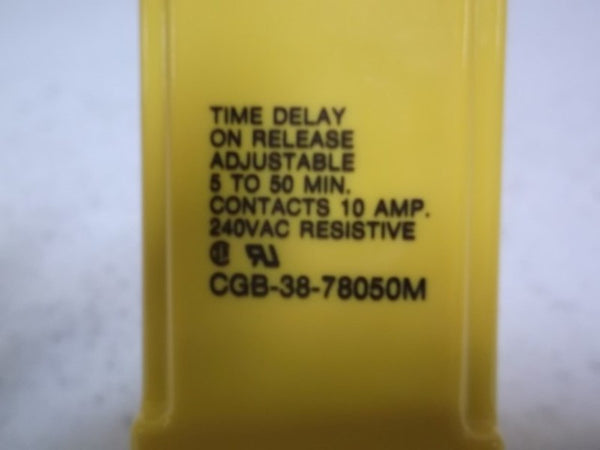 TIME DELAY
ON RELEASE
ADJUSTABLE
5 TO 50 MIN.
CONTACTS 10 AMP.
240VAC RESISTIVE
CGB-38-78050M